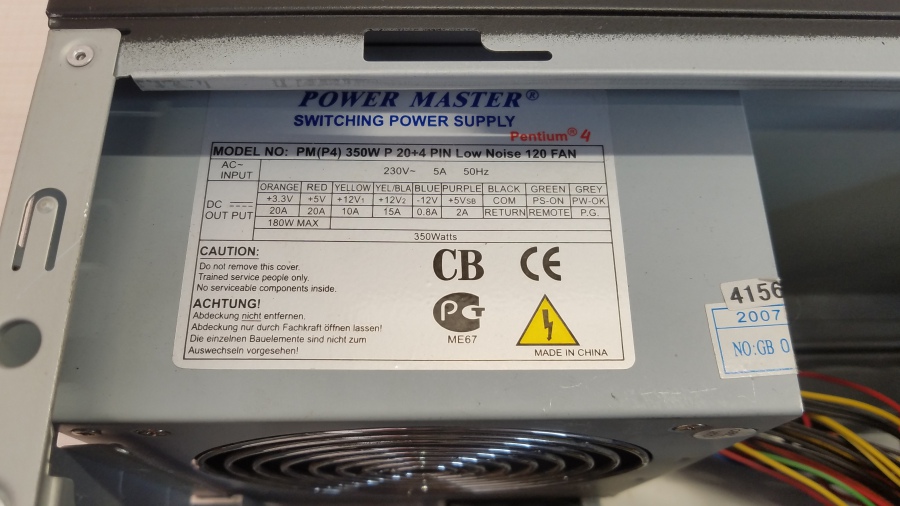 POWER MASTER®
SWITCHING POWER SUPPLY
Pentium® 4
MODEL NO: PM(P4) 350W P 20+4 PIN Low Noise 120 FAN
AC~ INPUT 230V~ 5A 50Hz
ORANGE RED YELLOW YEL/BLA BLUE PURPLE BLACK GREEN GREY
DC OUT PUT +3.3V +5V +12V1 +12V2 -12V +5VSB COM PS-ON PW-OK
20A 20A 10A 15A 0.8A 2A RETURN REMOTE P.G.
180W MAX
350Watts
CAUTION:
Do not remove this cover.
Trained service people only.
No serviceable components inside.
ACHTUNG!
Abdeckung nicht entfernen.
Abdeckung nur durch Fachkraft öffnen lassen!
Die einzelnen Bauelemente sind nicht zum
Auswechseln vorgesehen!
CB CE
PG
ME67
MADE IN CHINA
4156
2007
NO:GB 0